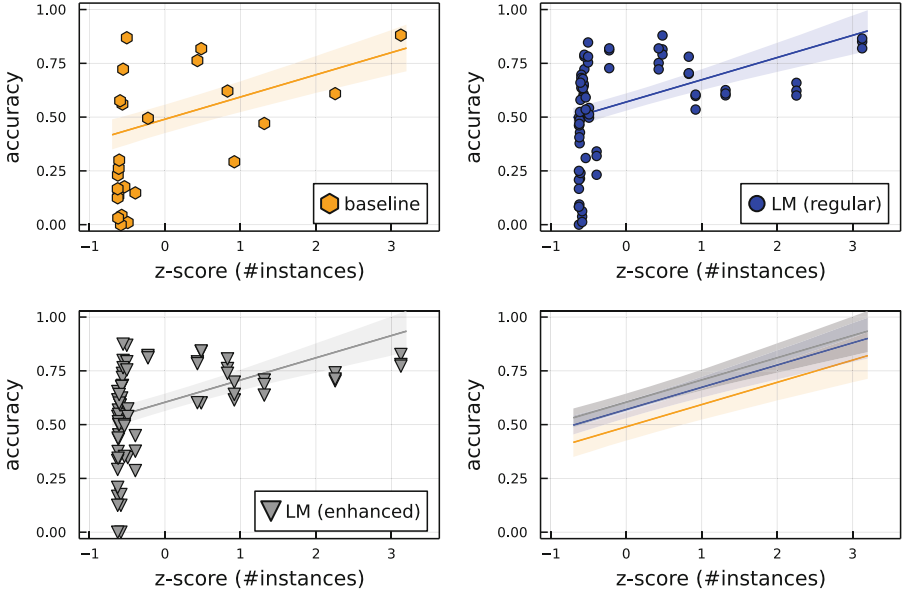 1.00
0.75
0.50
0.25
0.00
accuracy
baseline
−1 0 1 2 3
z-score (#instances)
1.00
0.75
0.50
0.25
0.00
accuracy
LM (regular)
−1 0 1 2 3
z-score (#instances)
1.00
0.75
0.50
0.25
0.00
accuracy
LM (enhanced)
−1 0 1 2 3
z-score (#instances)
1.00
0.75
0.50
0.25
0.00
accuracy
−1 0 1 2 3
z-score (#instances)